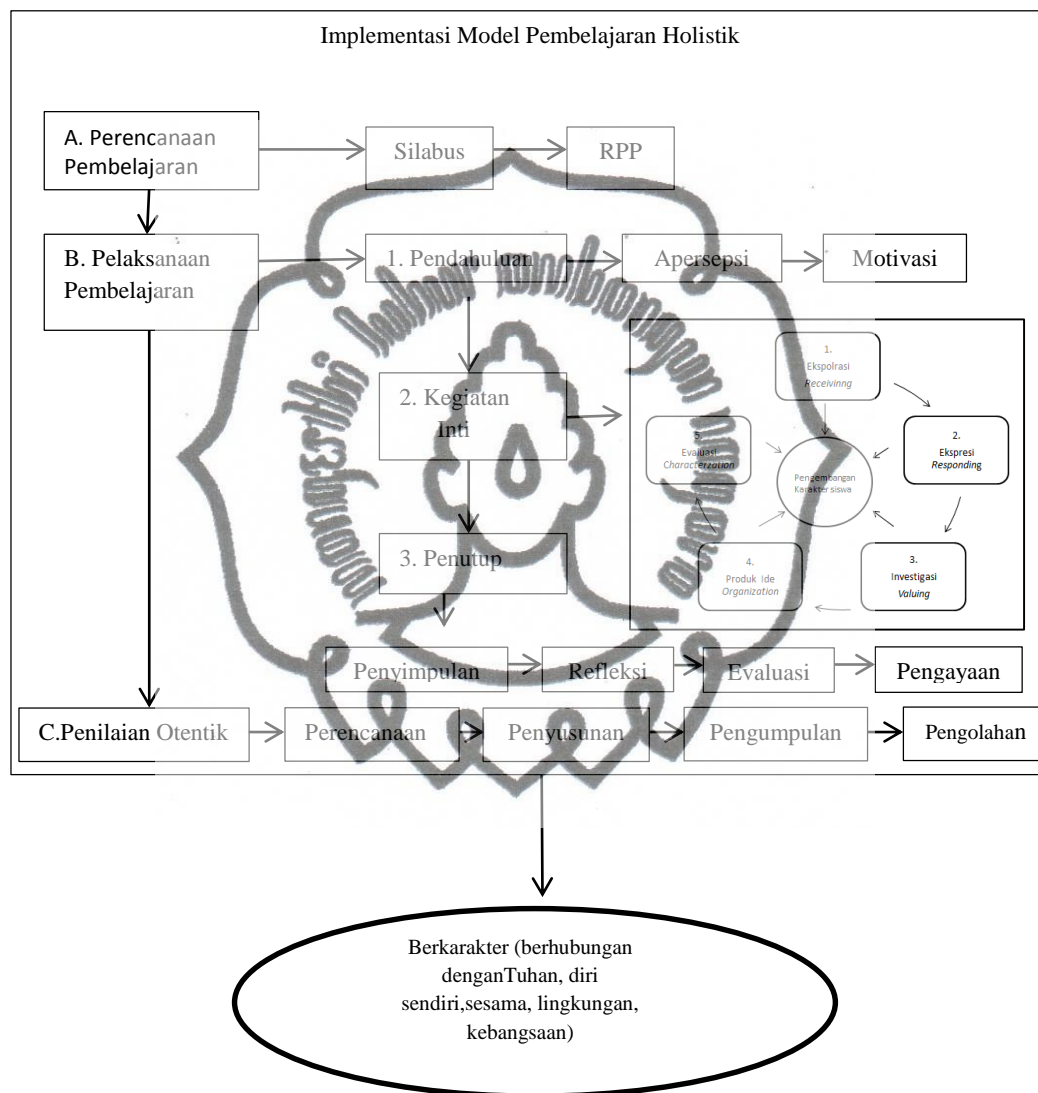 Implementasi Model Pembelajaran Holistik
A. Perencanaan
Pembelajaran
Silabus
RPP
B. Pelaksanaan
Pembelajaran
1. Pendahuluan
Apersepsi
Motivasi
2. Kegiatan
Inti
1.
Ekspolrasi
Receivinng
2.
Ekspresi
Responding
3.
Investigasi
Valuing
4.
Produk Ide
Organization
5.
Evaluasi
Characterzation
Pengembangan
Karakter siswa
3. Penutup
Penyimpulan
Refleksi
Evaluasi
Pengayaan
C.Penilaian Otentik
Perencanaan
Penyusunan
Pengumpulan
Pengolahan
Berkarakter (berhubungan
denganTuhan, diri
sendiri,sesama, lingkungan,
kebangsaan)